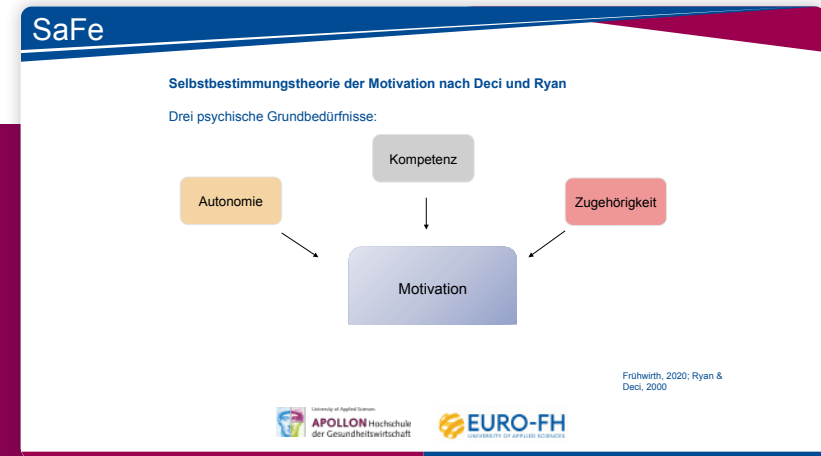 SaFe
Selbstbestimmungstheorie der Motivation nach Deci und Ryan
Drei psychische Grundbedürfnisse:
Kompetenz
Autonomie
Zugehörigkeit
Motivation
Frühwirth, 2020; Ryan &
Deci, 2000
University of Applied Sciences
APOLLON Hochschule
der Gesundheitswirtschaft
EURO-FH
UNIVERSITY OF APPLIED SCIENCES